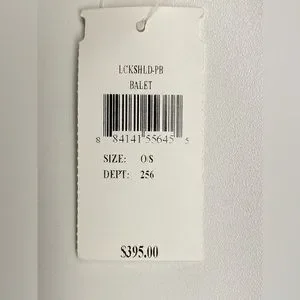 LCKSHLD-PB
BALET
8 84141 55645 5
SIZE: O/S
DEPT: 256
$395.00